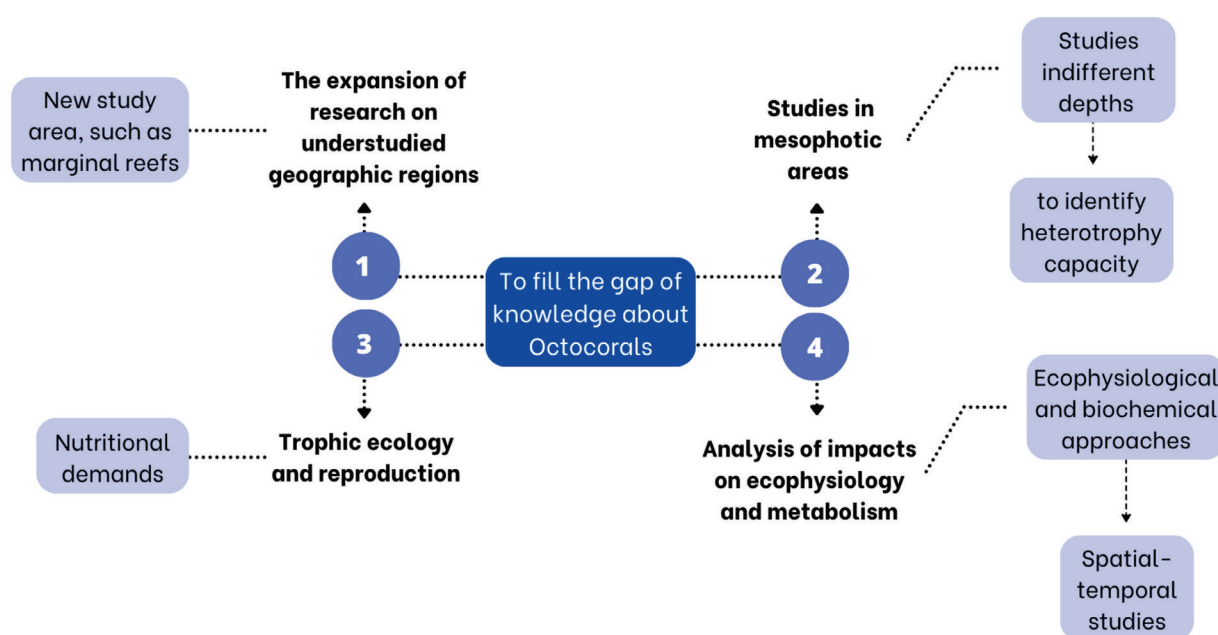 New study
area, such as
marginal reefs
The expansion of
research on
understudied
geographic regions
Studies in
mesophotic
areas
Studies
indifferent
depths
to identify
heterotrophy
capacity
1
2
To fill the gap of
knowledge about
Octocorals
3
4
Nutritional
demands
Trophic ecology
and reproduction
Analysis of impacts
on ecophysiology
and metabolism
Ecophysiological
and biochemical
approaches
Spatial-
temporal
studies